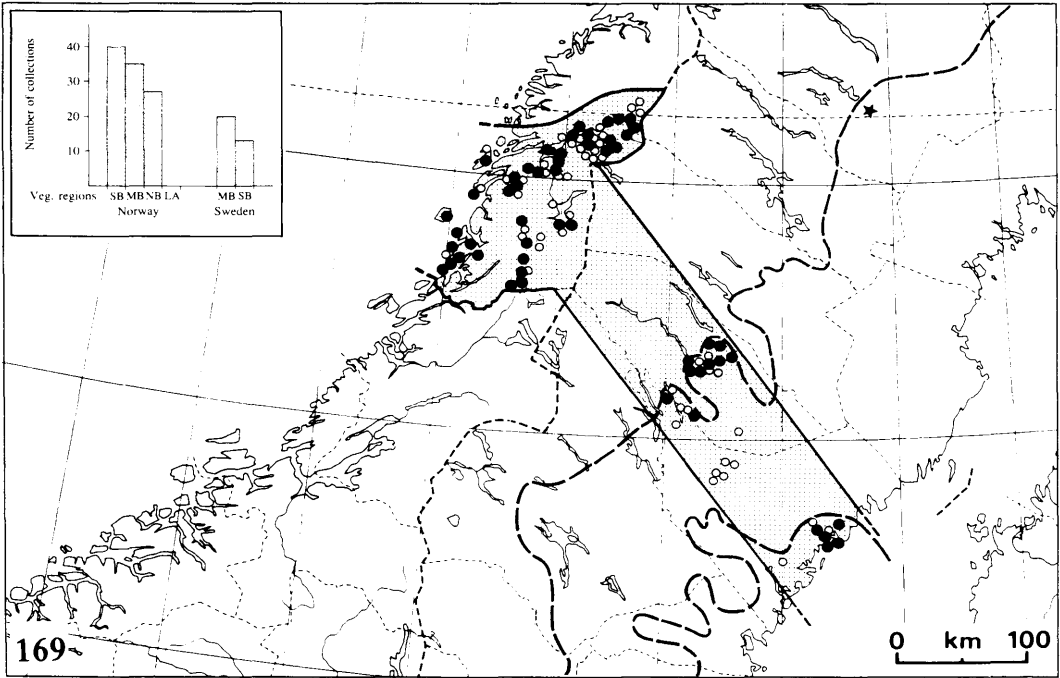 Number of collections
40
30
20
10
Veg. regions SB MB NB LA MB SB
Norway Sweden
169
0 km 100